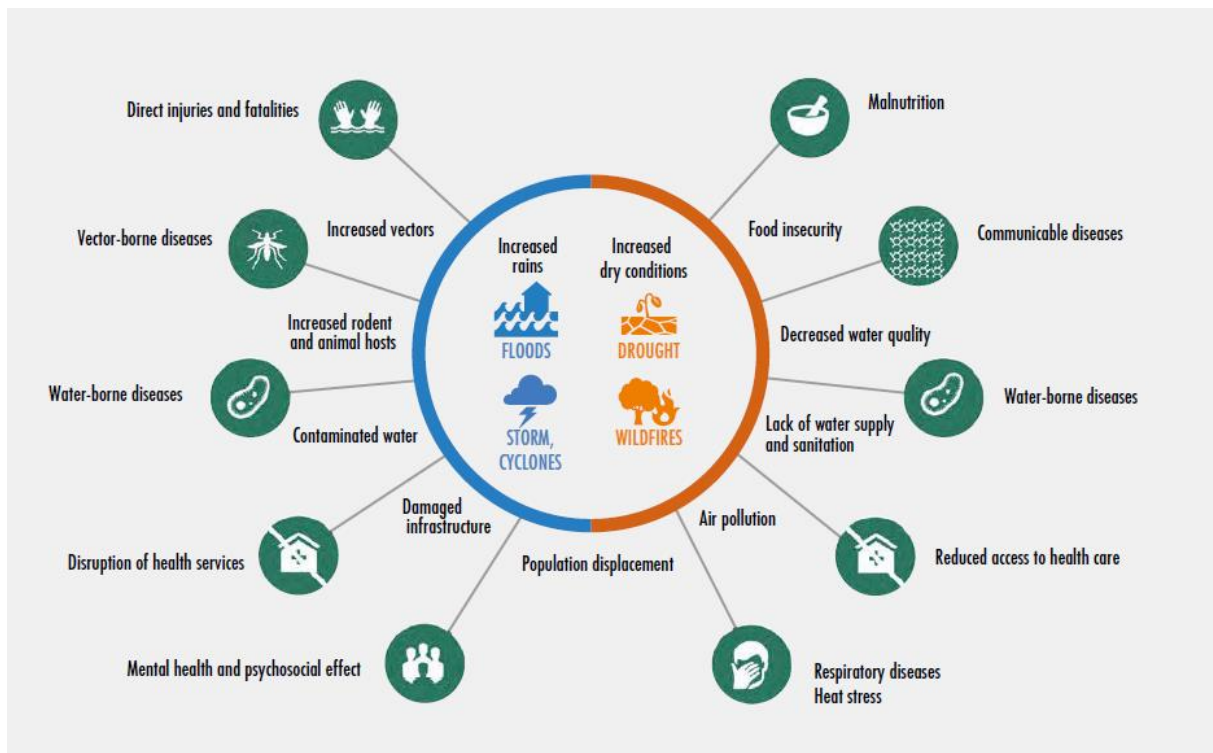 Direct injuries and fatalities
Malnutrition
Vector-borne diseases
Increased vectors
Increased
rains
Increased
dry conditions
Food insecurity
Communicable diseases
Increased rodent
and animal hosts
FLOODS
DROUGHT
Decreased water quality
Water-borne diseases
Contaminated water
STORM,
CYCLONES
WILDFIRES
Lack of water supply
and sanitation
Water-borne diseases
Damaged
infrastructure
Air pollution
Disruption of health services
Population displacement
Reduced access to health care
Mental health and psychosocial effect
Respiratory diseases
Heat stress